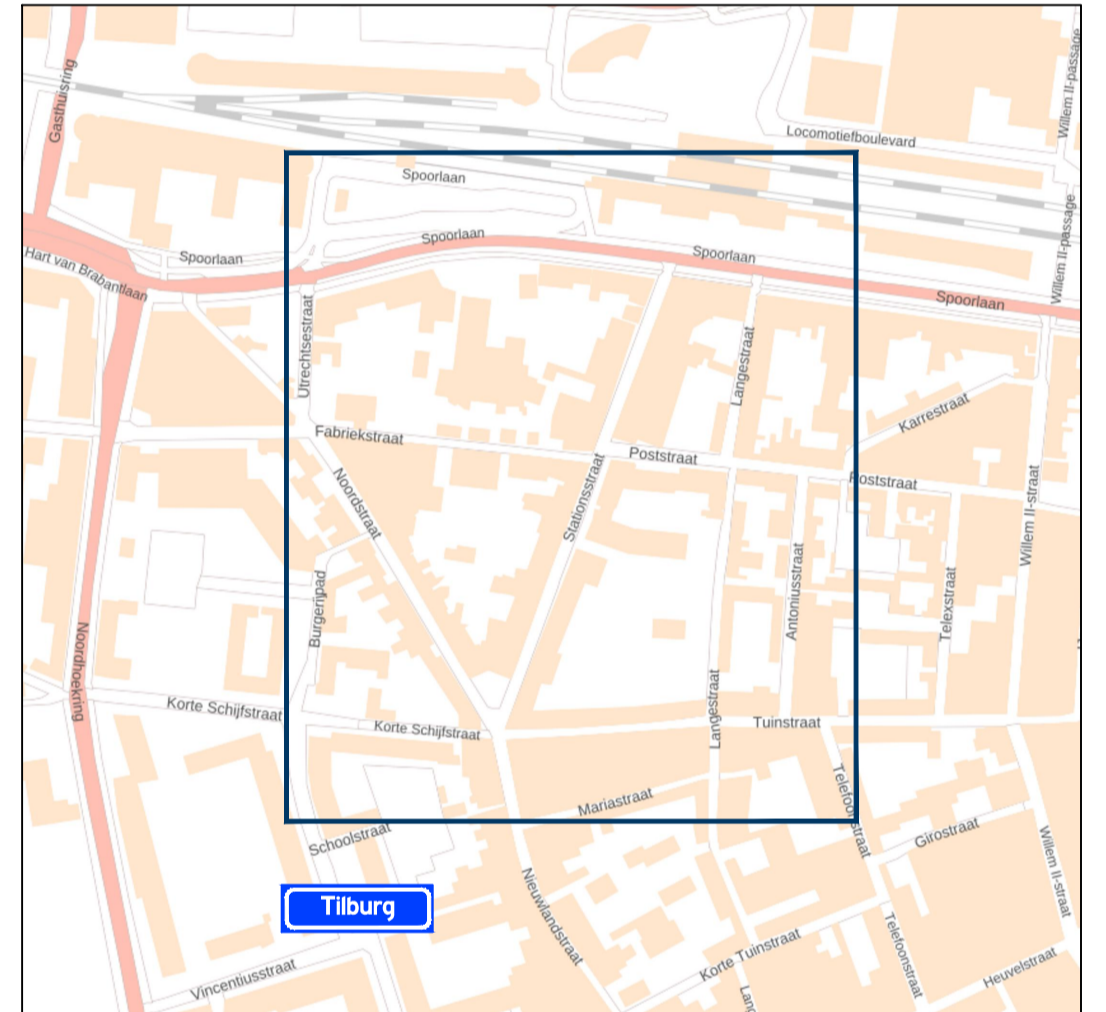 Willem II-passage
Gasthuisring
Locomotiefboulevard
Spoorlaan
Willem II-passage
Spoorlaan
Spoorlaan
Spoorlaan
Hart van Brabantlaan
Spoorlaan
Utrechtsestraat
Langestraat
Karrestraat
Fabriekstraat
Poststraat
Poststraat
Noordstraat
Stationsstraat
Willem II-straat
Burgerpad
Antoniusstraat
Telexstraat
Noordhoekring
Korte Schijfstraat
Korte Schijfstraat
Langestraat
Tuinstraat
Telefoonstraat
Mariastraat
Schoolstraat
Girostraat
Willem II-straat
Nieuwlandstraat
Tilburg
Telefoonstraat
Korte Tuinstraat
Vincentiusstraat
Heuvelstraat
Lang